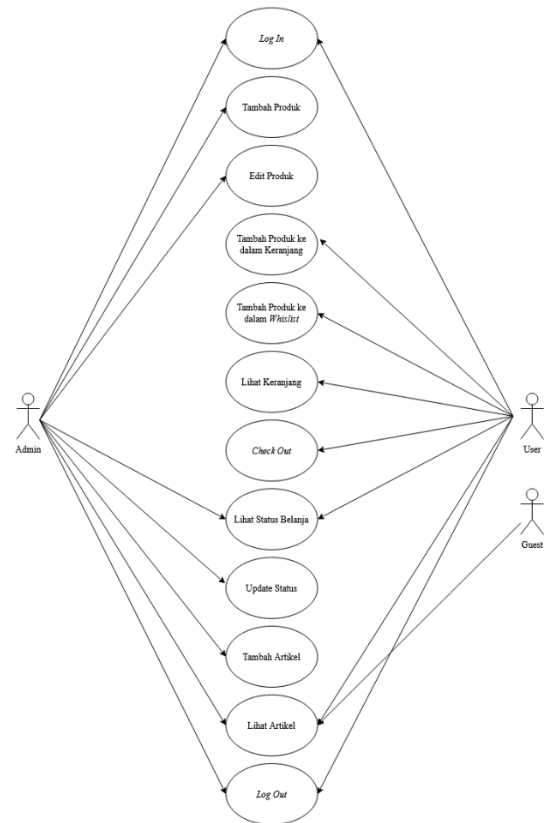 Log In
Tambah Produk
Edit Produk
Tambah Produk ke
dalam Keranjang
Tambah Produk ke
dalam Whislist
Lihat Keranjang
Admin
User
Check Out
Guest
Lihat Status Belanja
Update Status
Tambah Artikel
Lihat Artikel
Log Out